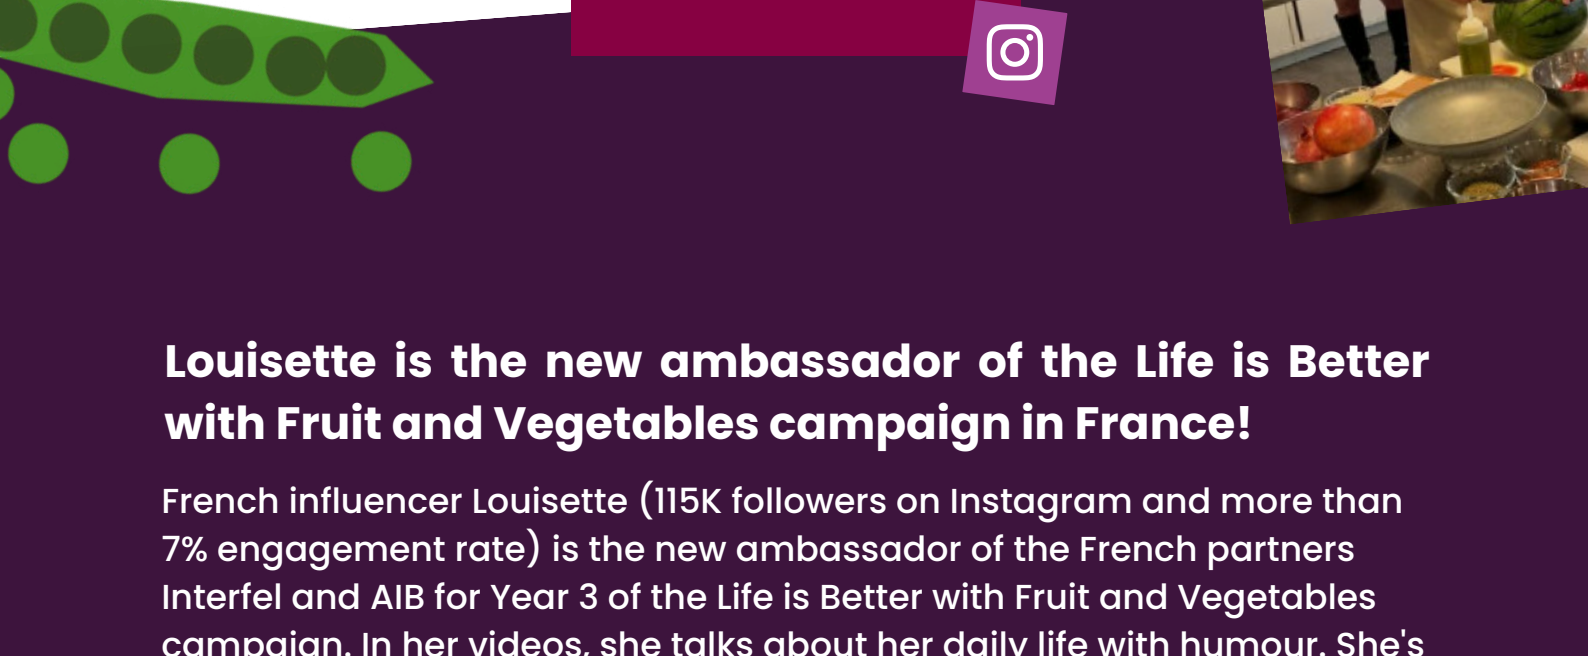 Louisette is the new ambassador of the Life is Better
with Fruit and Vegetables campaign in France!
French influencer Louisette (115K followers on Instagram and more than
7% engagement rate) is the new ambassador of the French partners
Interfel and AIB for Year 3 of the Life is Better with Fruit and Vegetables
campaign. In her videos, she talks about her daily life with humour. She's